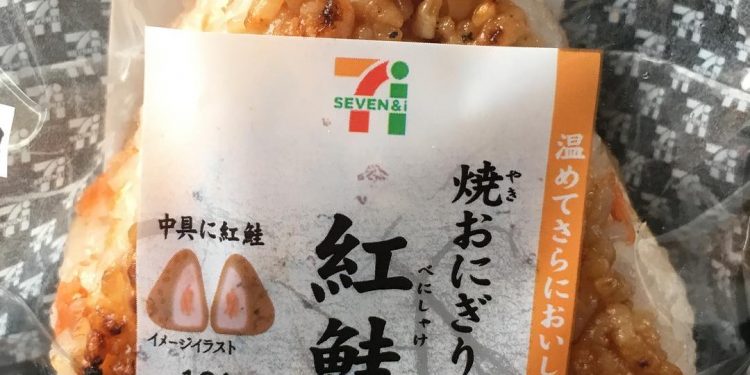 SEVEN&i
温めてさらにおいし
焼おにぎり
やき
紅鮭
べにしゃけ
中具に紅鮭
イメージイラスト